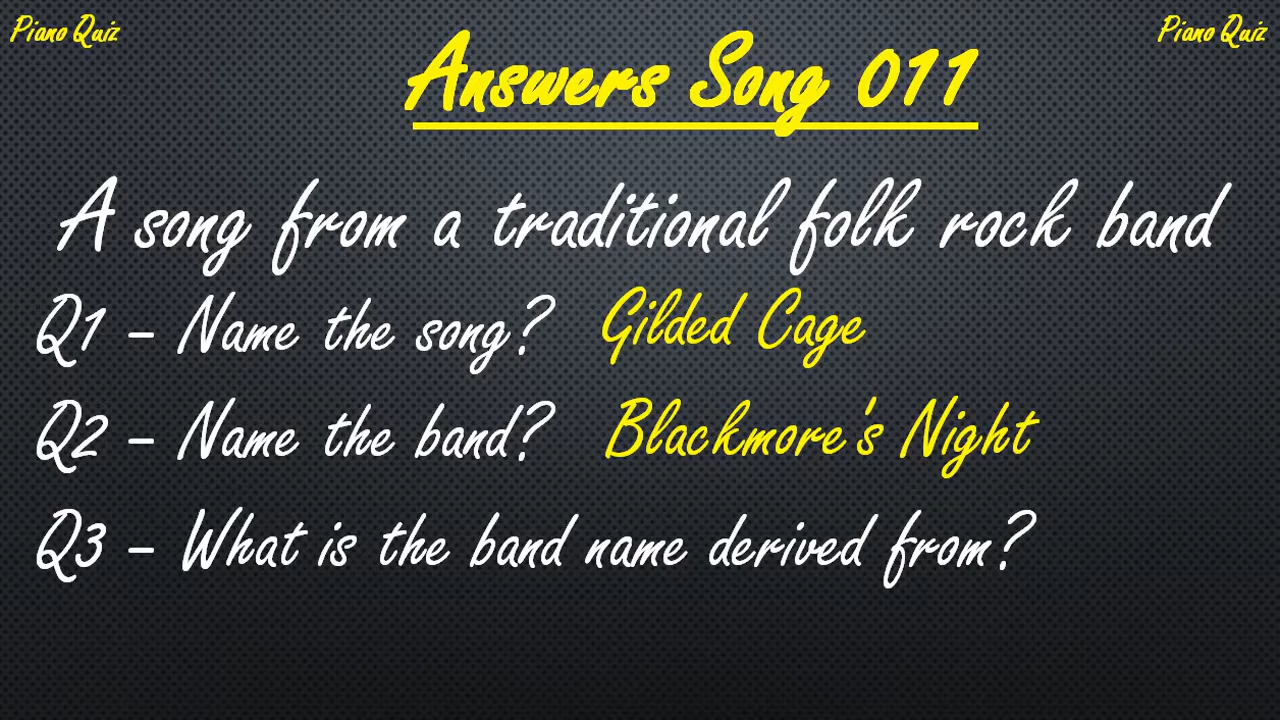 Piano Quiz
Piano Quiz
Answers Song 011
A song from a traditional folk rock band
Q1 – Name the song? Gilded Cage
Q2 – Name the band? Blackmore's Night
Q3 – What is the band name derived from?